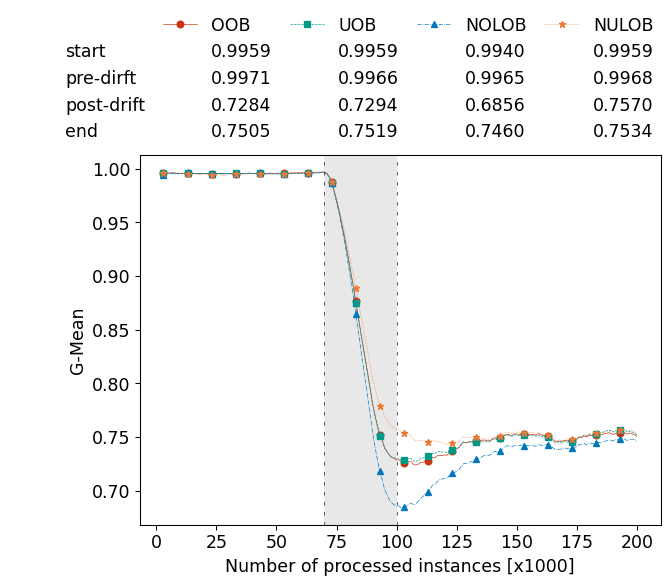 OOB UOB NOLOB NULOB
start 0.9959 0.9959 0.9940 0.9959
pre-dirft 0.9971 0.9966 0.9965 0.9968
post-drift 0.7284 0.7294 0.6856 0.7570
end 0.7505 0.7519 0.7460 0.7534
1.00
0.95
0.90
0.85
0.80
0.75
0.70
G-Mean
0 25 50 75 100 125 150 175 200
Number of processed instances [x1000]